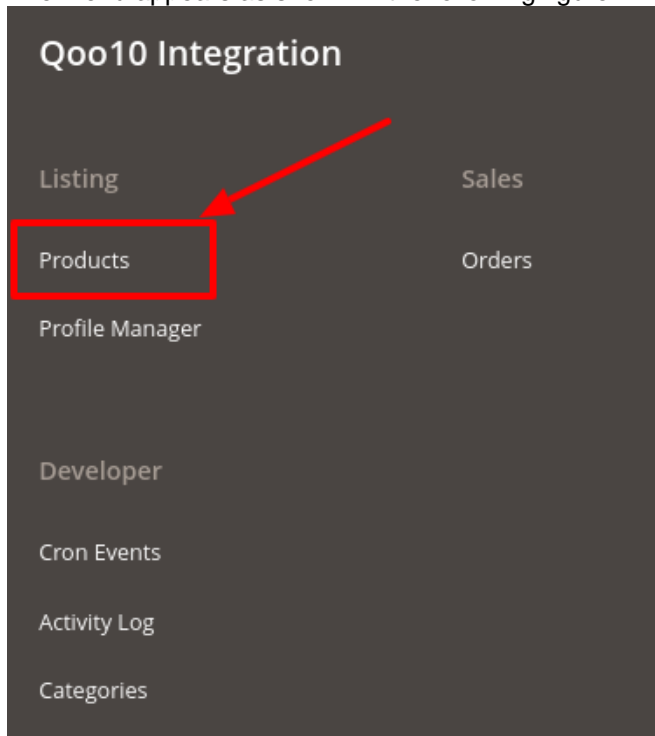 Qoo10 Integration
Listing
Sales
Products
Orders
Profile Manager
Developer
Cron Events
Activity Log
Categories